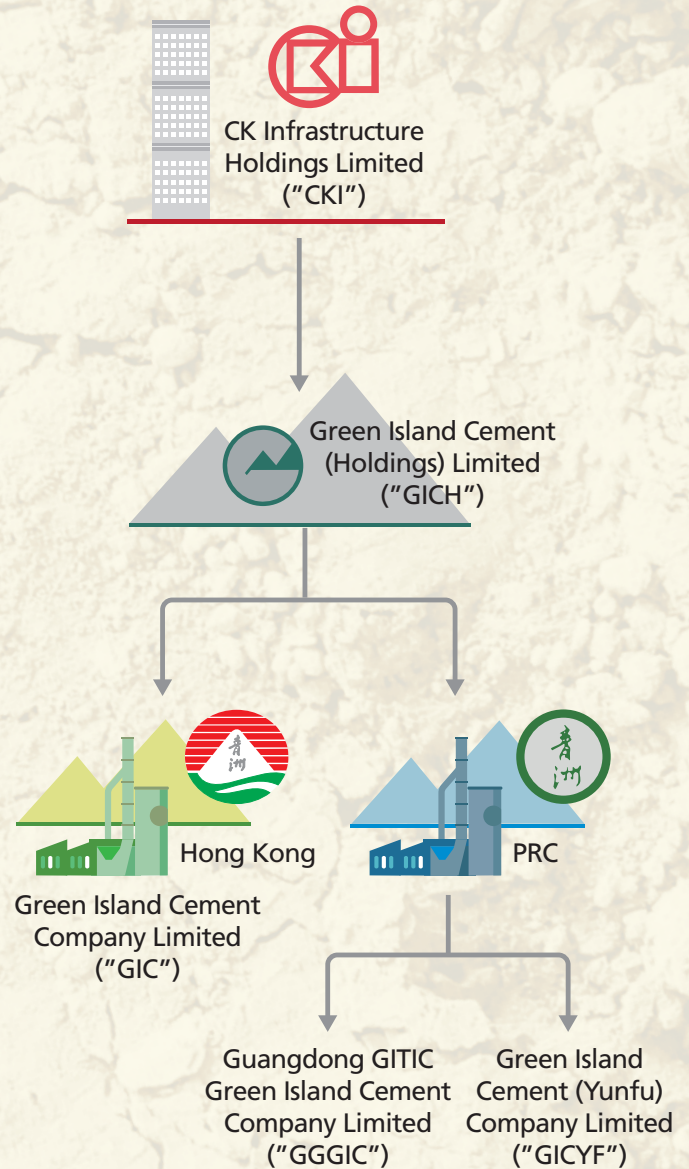 CK Infrastructure
Holdings Limited
(”CKI”)
Green Island Cement
(Holdings) Limited
(”GICH”)
青洲
青洲
Hong Kong
PRC
Green Island Cement
Company Limited
(”GIC”)
Guangdong GITIC
Green Island Cement
Company Limited
(”GGGIC”)
Green Island
Cement (Yunfu)
Company Limited
(”GICYF”)